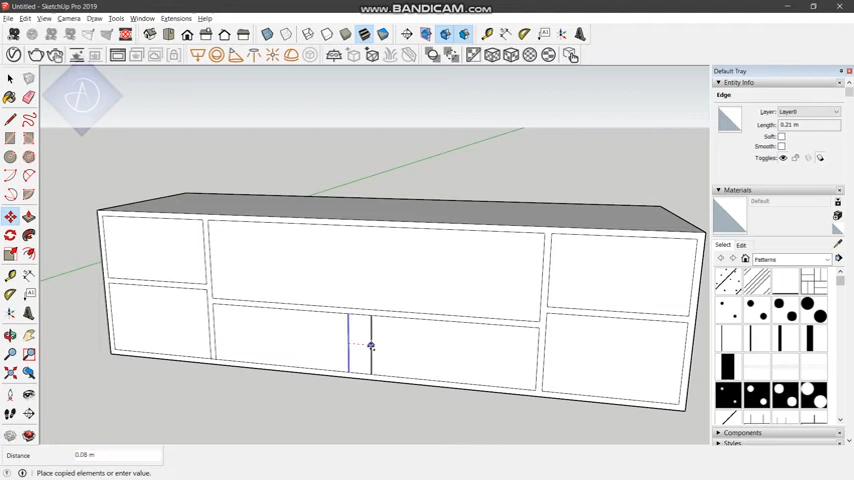 Untitled - SketchUp Pro 2019
WWW.BANDICAM.COM
File Edit View Camera Draw Tools Window Extensions Help
Default Tray
Entity Info
Edge
Layer: Layer0
Length: 0.21 m
Soft:
Smooth:
Toggles:
Materials
Default
Select Edit
Patterns
Components
Styles
Distance 0.08 m
Place copied elements or enter value.